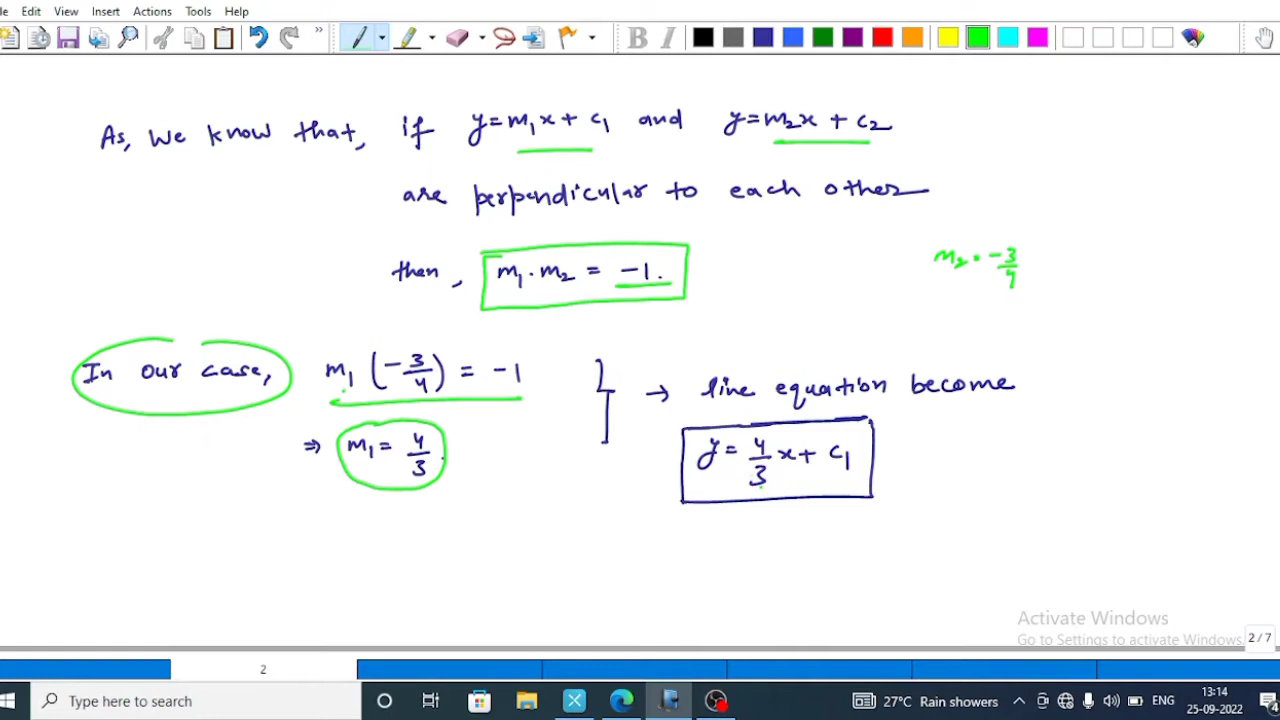 Edit View Insert Actions Tools Help
As, we know that, if y=m₁x+ c₁ and y=m₂x + c₂
are perpendicular to each other
then, m₁·m₂ = -1.
m₂ = -3/4
In our case, m₁ (-3/4) = -1
→ line equation become
⇒ m₁ = 4/3.
y= 4/3 x+ c₁
Activate Windows
Go to Settings to activate Windows.
2 / 7
2
Type here to search
27°C Rain showers
ENG
13:14
25-09-2022
4